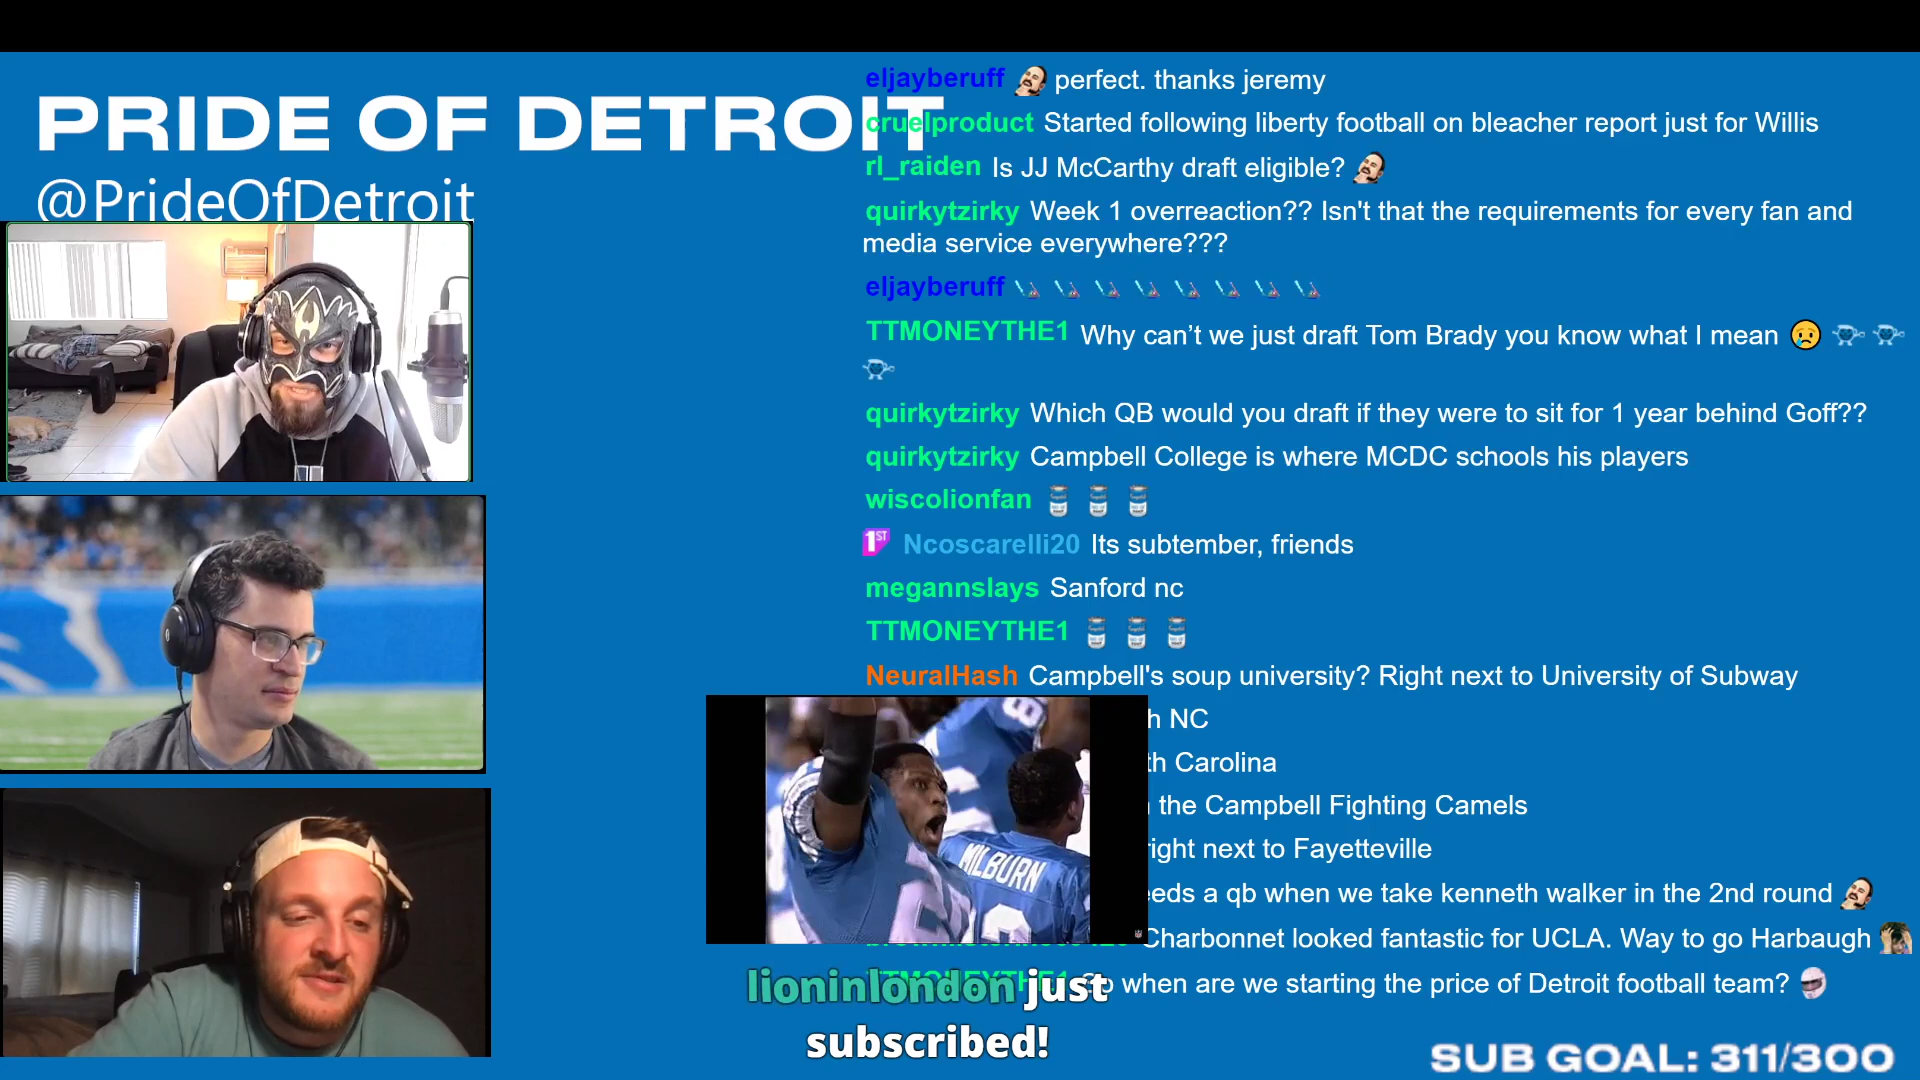 PRIDE OF DETROIT
@PrideOfDetroit
eljayberuff perfect. thanks jeremy
cruelproduct Started following liberty football on bleacher report just for Willis
rl_raiden Is JJ McCarthy draft eligible?
quirkytzirky Week 1 overreaction?? Isn't that the requirements for every fan and
media service everywhere???
eljayberuff
TTMONEYTHE1 Why can’t we just draft Tom Brady you know what I mean
quirkytzirky Which QB would you draft if they were to sit for 1 year behind Goff??
quirkytzirky Campbell College is where MCDC schools his players
wiscolionfan
1ST Ncoscarelli20 Its subtember, friends
megannslays Sanford nc
TTMONEYTHE1
NeuralHash Campbell's soup university? Right next to University of Subway
NC
Carolina
the Campbell Fighting Camels
right next to Fayetteville
a qb when we take kenneth walker in the 2nd round
Charbonnet looked fantastic for UCLA. Way to go Harbaugh
TTMONEYTHE1 So when are we starting the price of Detroit football team?
MILBURN
lioninlondon just
subscribed!
SUB GOAL: 311/300